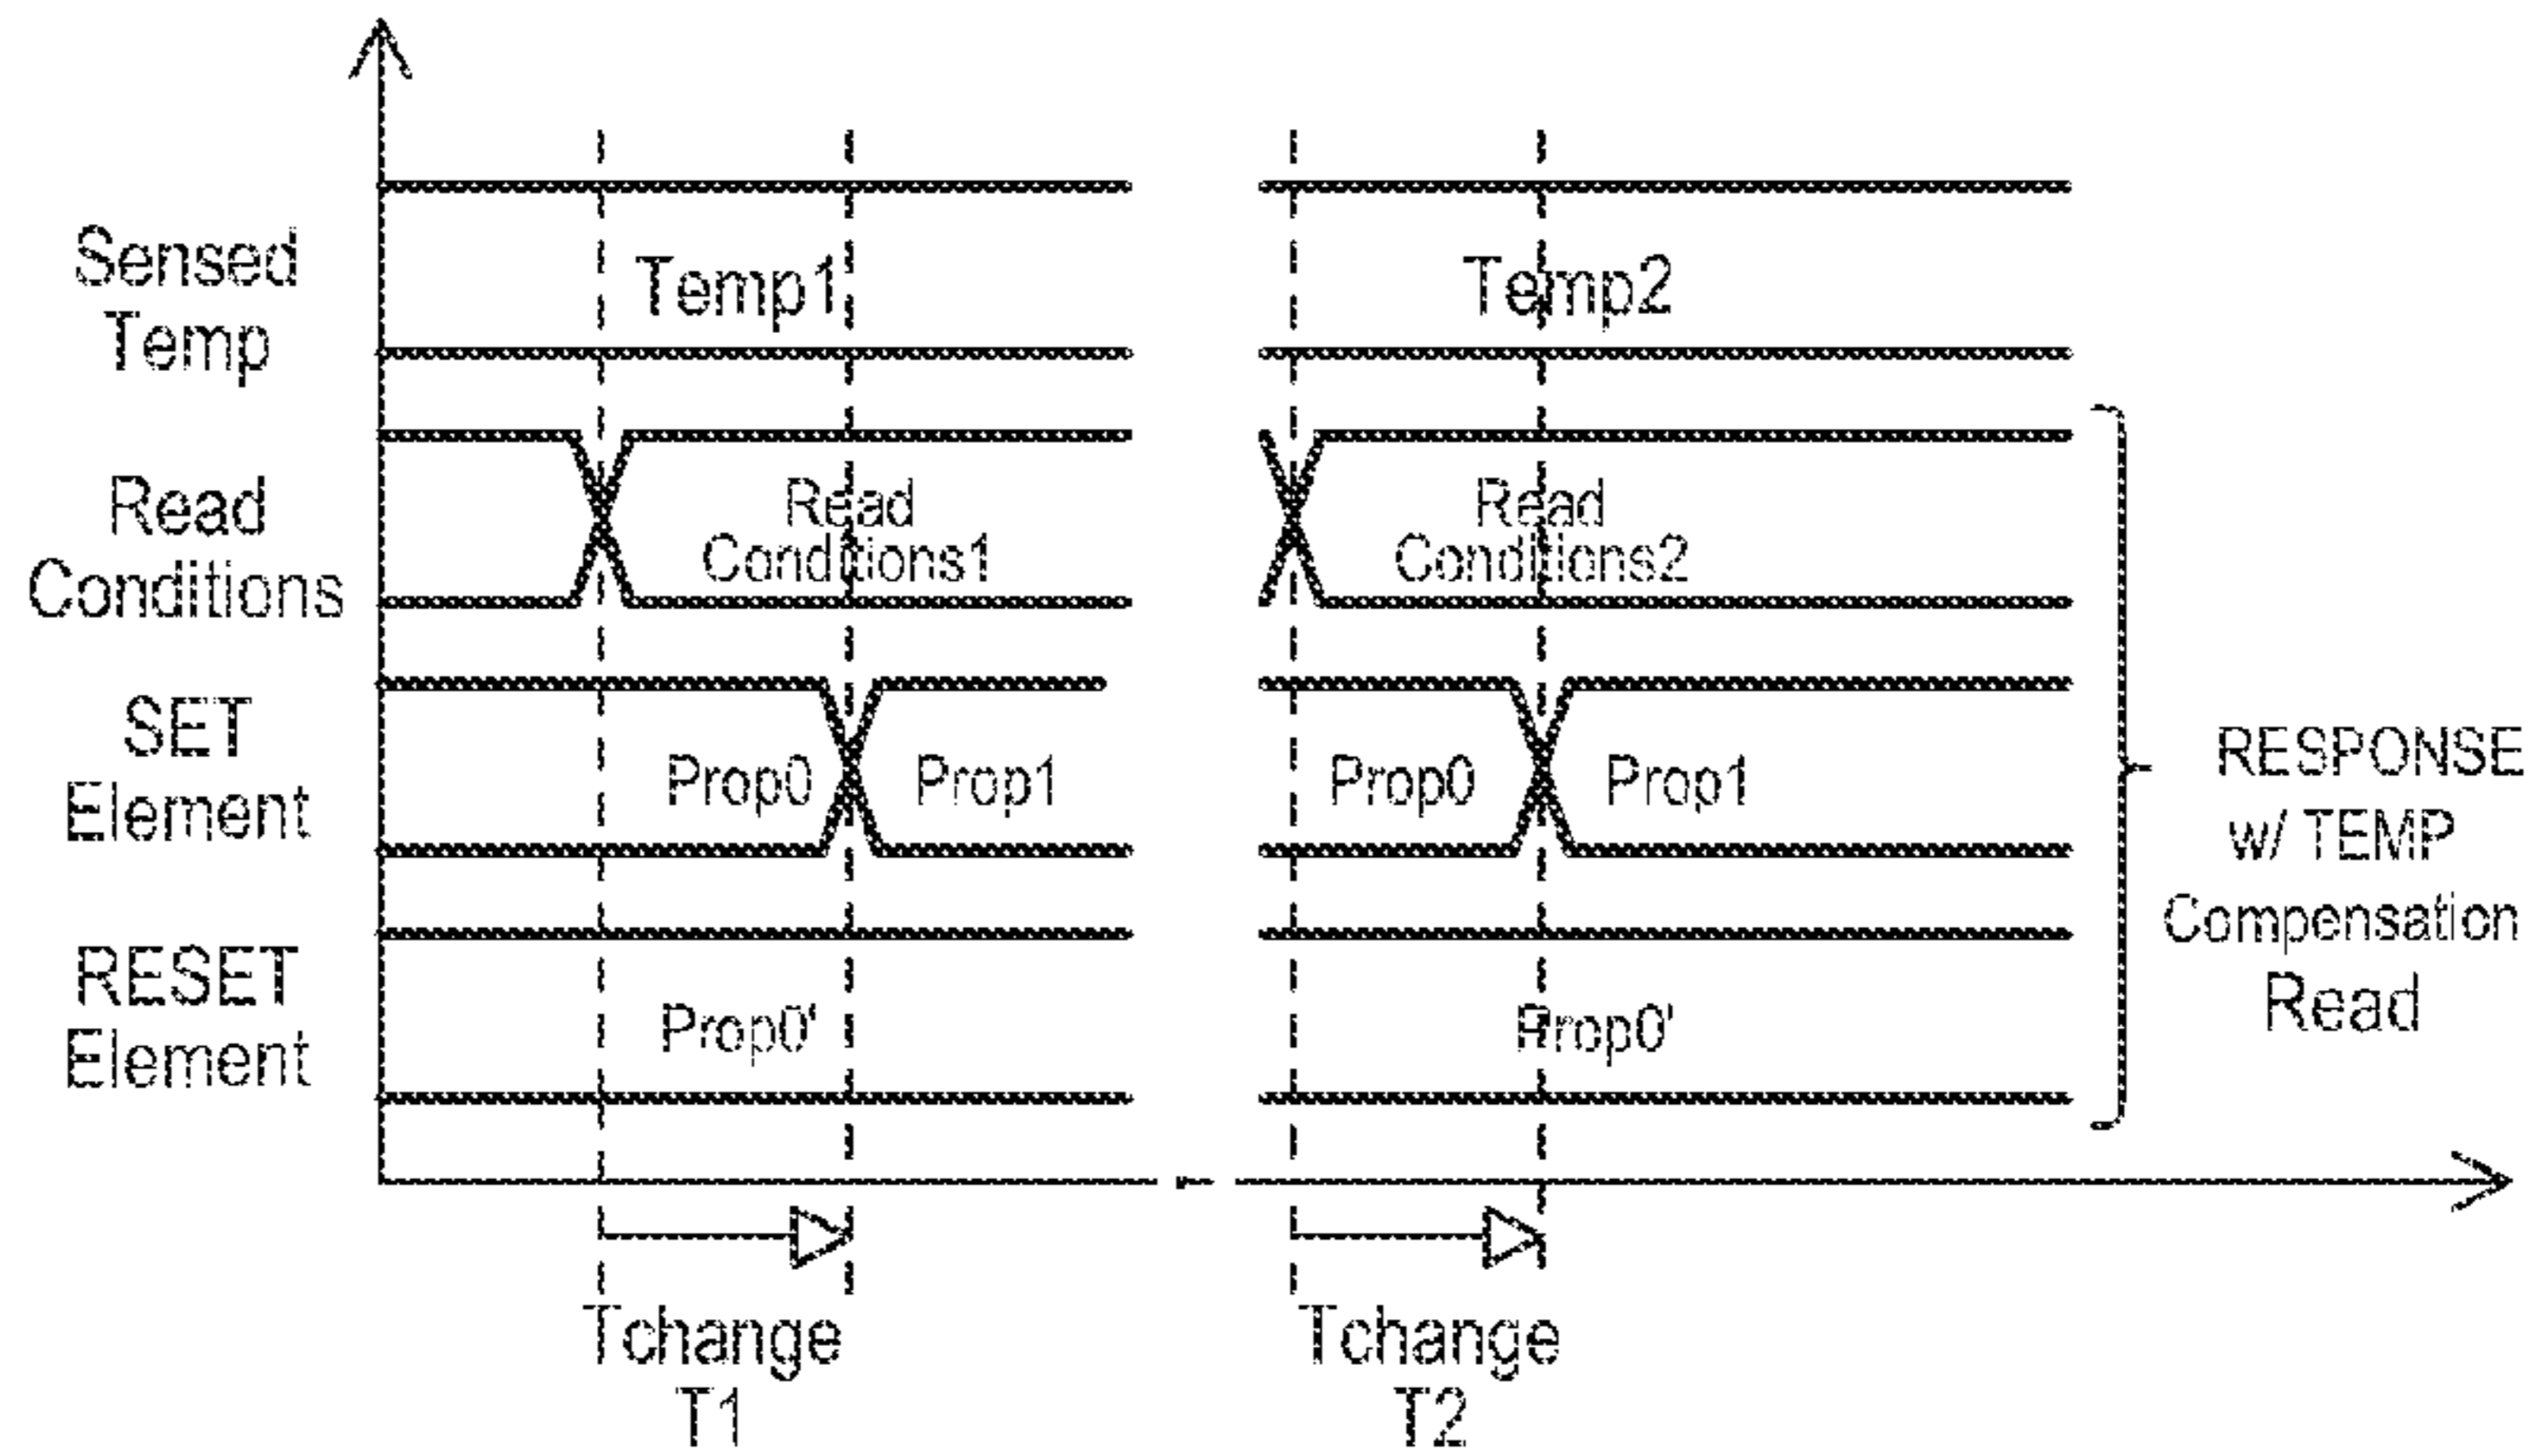 Sensed
Temp
Temp1
Temp2
Read
Conditions
Read
Conditions1
Read
Conditions2
SET
Element
Prop0
Prop1
Prop0
Prop1
RESET
Element
Prop0'
Prop0'
RESPONSE
w/ TEMP
Compensation
Read
Tchange
T1
Tchange
T2